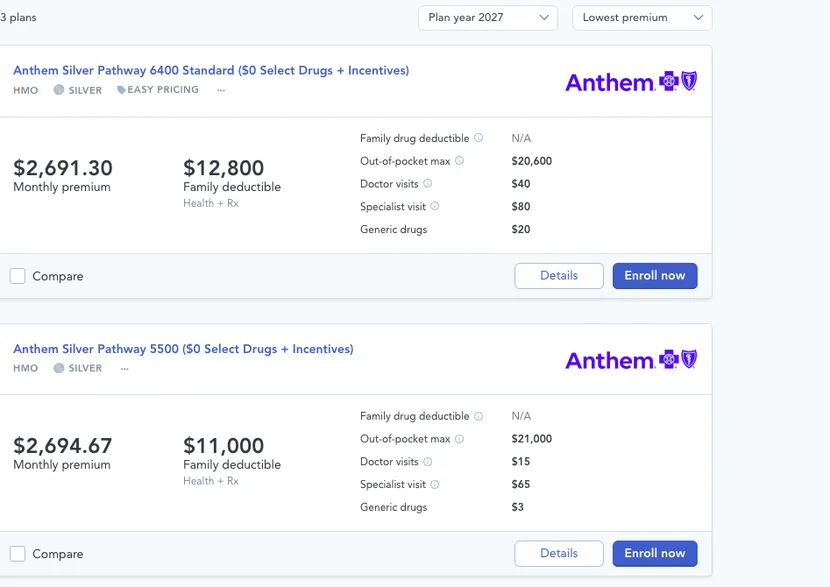 3 plans
Plan year 2027
Lowest premium
Anthem Silver Pathway 6400 Standard ($0 Select Drugs + Incentives)
HMO SILVER EASY PRICING ...
Anthem
$2,691.30
Monthly premium
$12,800
Family deductible
Health + Rx
Family drug deductible N/A
Out-of-pocket max $20,600
Doctor visits $40
Specialist visit $80
Generic drugs $20
Compare
Details
Enroll now
Anthem Silver Pathway 5500 ($0 Select Drugs + Incentives)
HMO SILVER ...
Anthem
$2,694.67
Monthly premium
$11,000
Family deductible
Health + Rx
Family drug deductible N/A
Out-of-pocket max $21,000
Doctor visits $15
Specialist visit $65
Generic drugs $3
Compare
Details
Enroll now